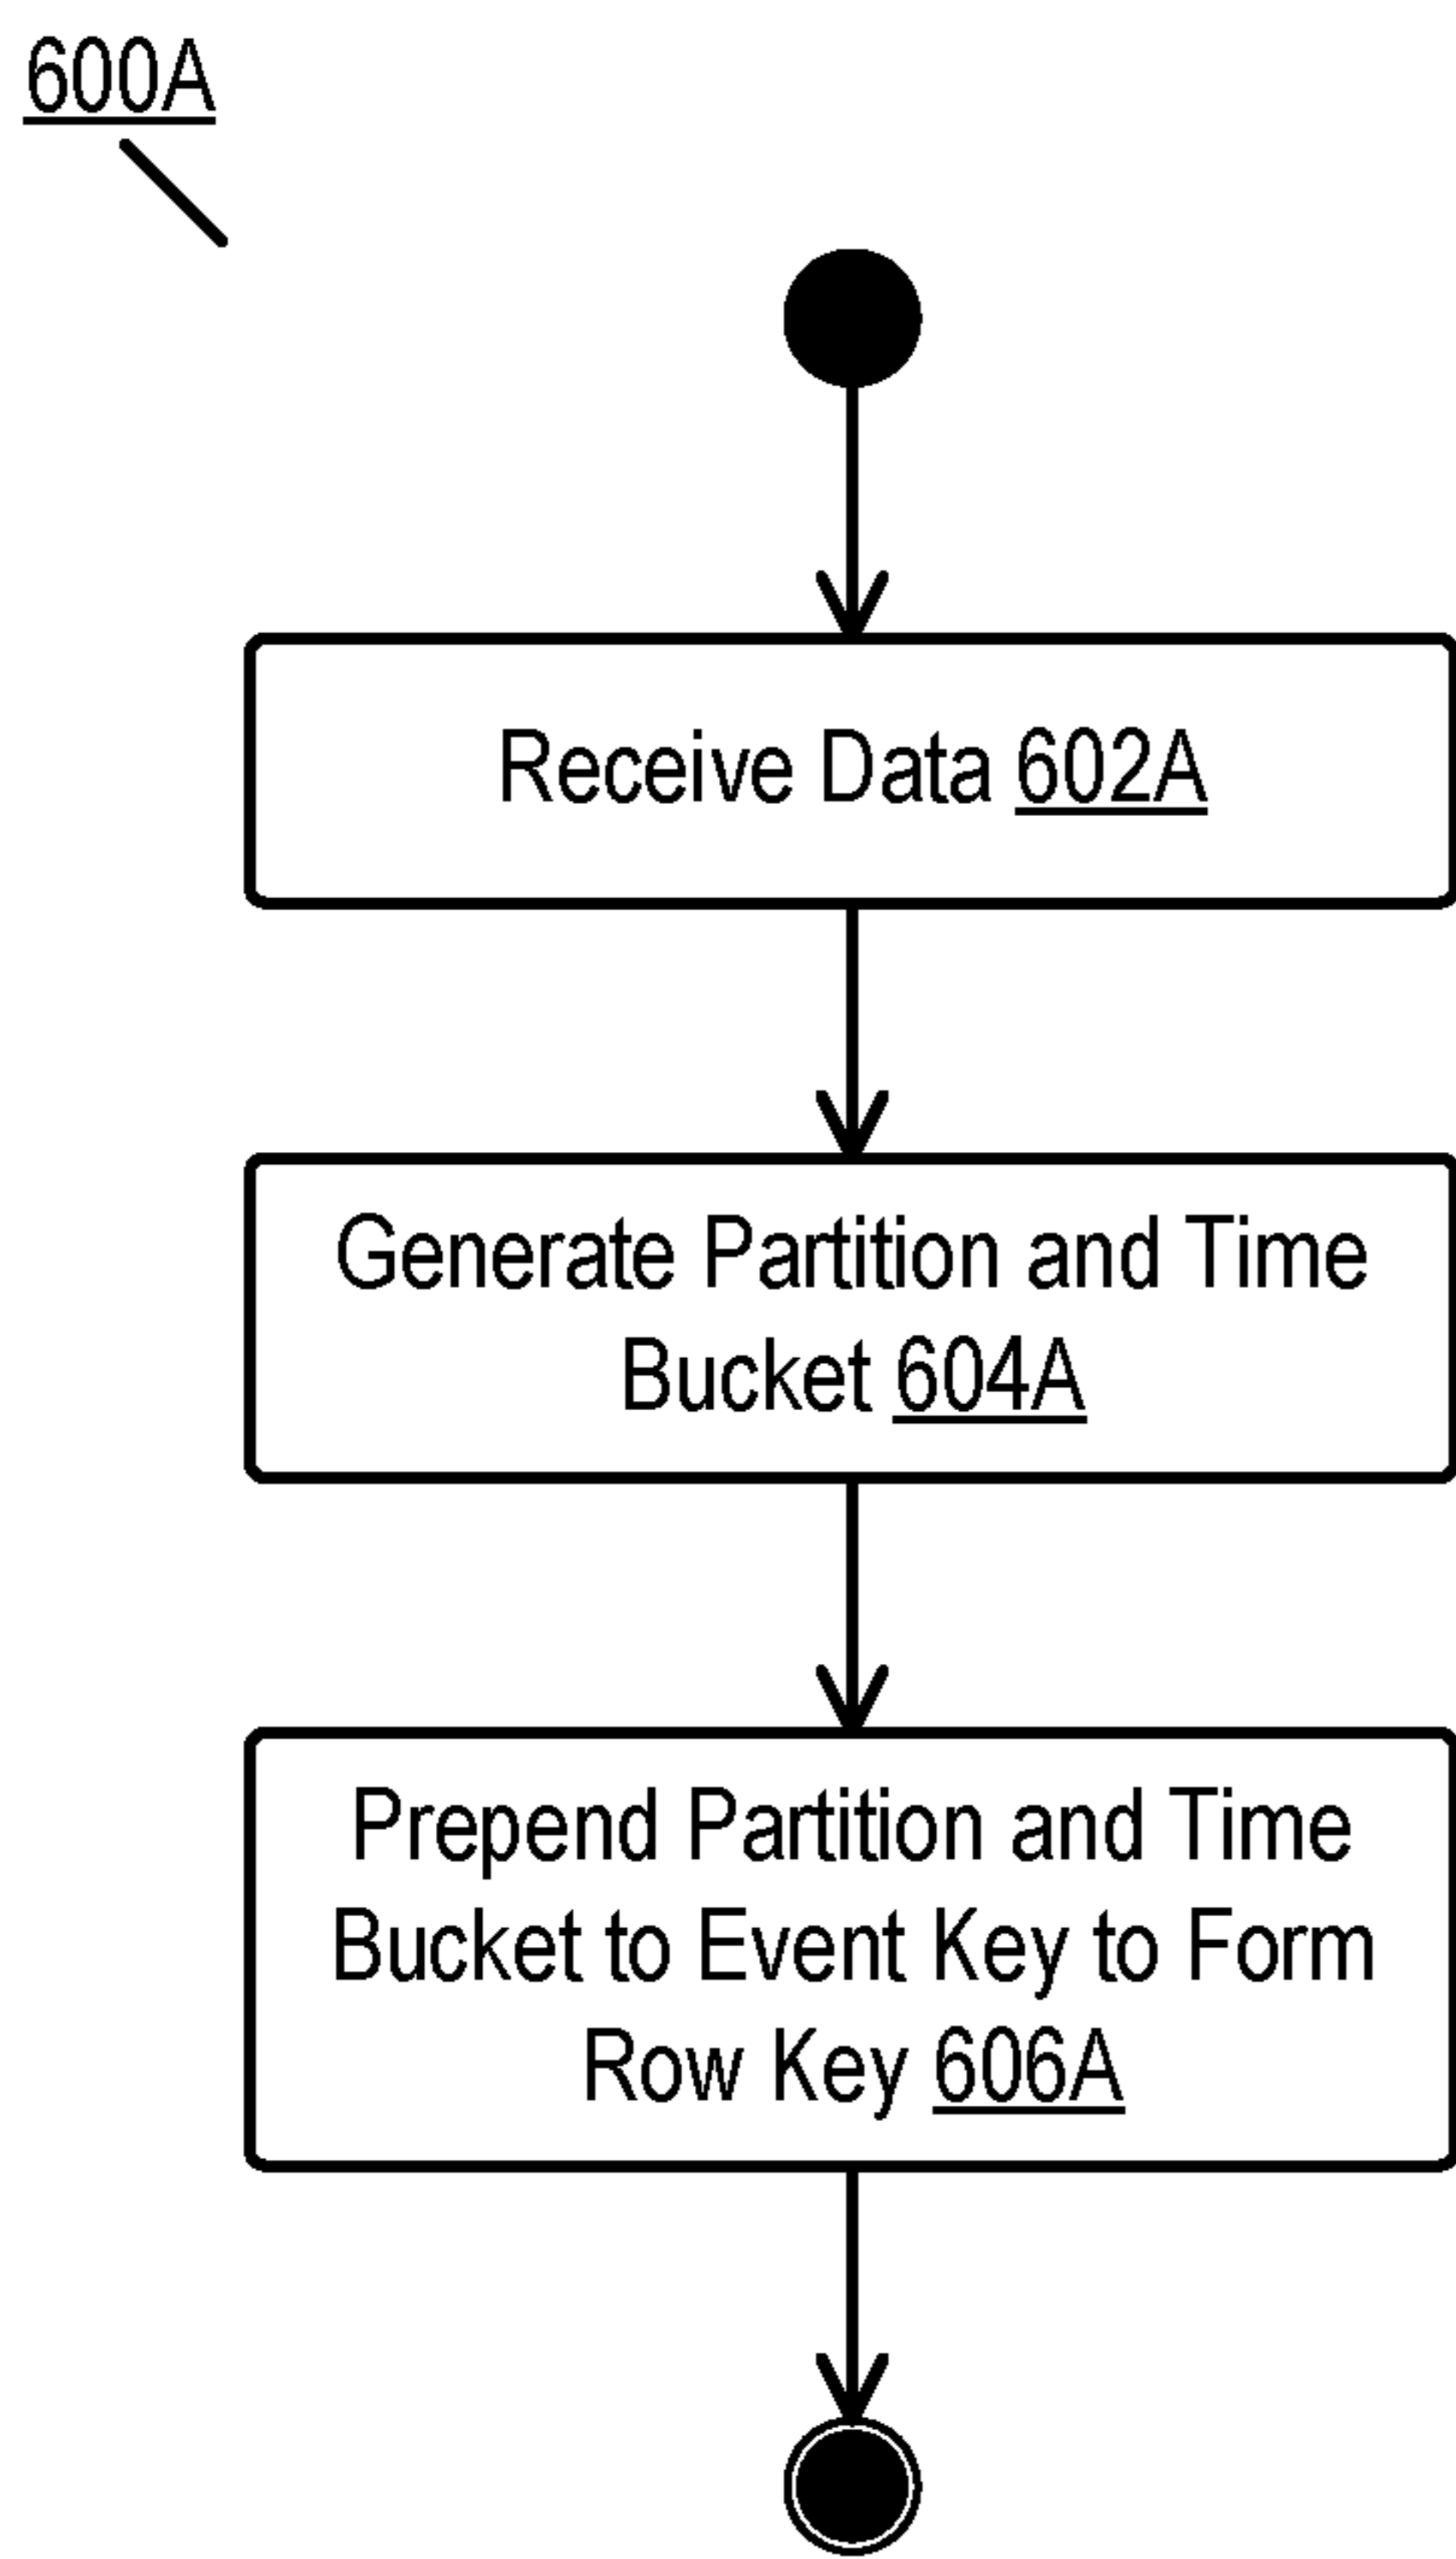 600A
Receive Data 602A
Generate Partition and Time
Bucket 604A
Prepend Partition and Time
Bucket to Event Key to Form
Row Key 606A